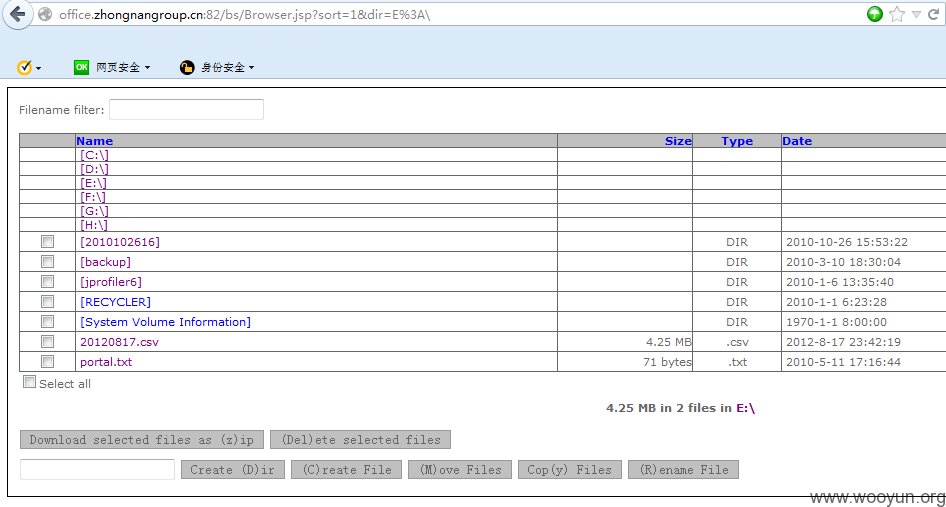 office.zhongnangroup.cn:82/bs/Browser.jsp?sort=1&dir=E%3A\
OK 网页安全 身份安全
Filename filter:
Name Size Type Date
[C:\]
[D:\]
[E:\]
[F:\]
[G:\]
[H:\]
[2010102616] DIR 2010-10-26 15:53:22
[backup] DIR 2010-3-10 18:30:04
[jprofiler6] DIR 2010-1-6 13:35:40
[RECYCLER] DIR 2010-1-1 6:23:28
[System Volume Information] DIR 1970-1-1 8:00:00
20120817.csv 4.25 MB .csv 2012-8-17 23:42:19
portal.txt 71 bytes .txt 2010-5-11 17:16:44
Select all
4.25 MB in 2 files in E:\
Download selected files as (z)ip (Del)ete selected files
Create (D)ir (C)reate File (M)ove Files Cop(y) Files (R)ename File
www.wooyun.org